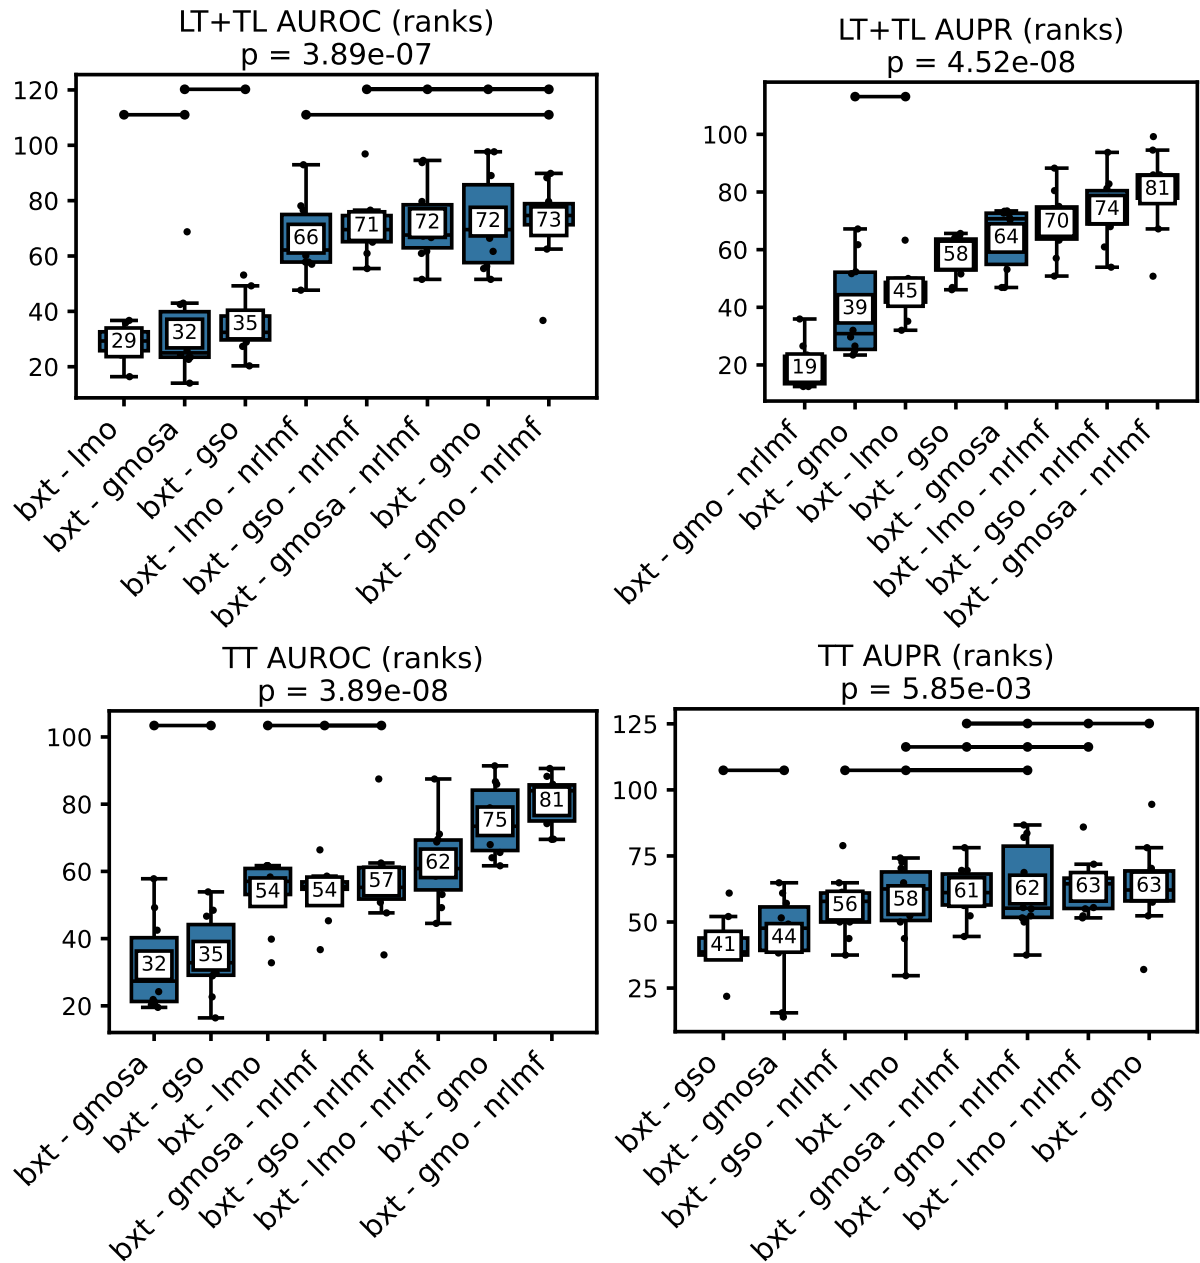 LT+TL AUROC (ranks)
p = 3.89e-07
120
100
80
60
40
20
29
32
35
66
71
72
72
73
bxt - lmo
bxt - gmosa
bxt - gso
bxt - lmo - nrlmf
bxt - gso - nrlmf
bxt - gmosa - nrlmf
bxt - gmo
bxt - gmo - nrlmf
LT+TL AUPR (ranks)
p = 4.52e-08
100
80
60
40
20
19
39
45
58
64
70
74
81
bxt - gmo - nrlmf
bxt - gmo
bxt - lmo
bxt - gso
bxt - gmosa
bxt - lmo - nrlmf
bxt - gso - nrlmf
bxt - gmosa - nrlmf
TT AUROC (ranks)
p = 3.89e-08
100
80
60
40
20
32
35
54
54
57
62
75
81
bxt - gmosa
bxt - gso
bxt - lmo
bxt - gmosa - nrlmf
bxt - gso - nrlmf
bxt - lmo - nrlmf
bxt - gmo
bxt - gmo - nrlmf
TT AUPR (ranks)
p = 5.85e-03
125
100
75
50
25
41
44
56
58
61
62
63
63
bxt - gso
bxt - gmosa
bxt - gso - nrlmf
bxt - lmo
bxt - gmosa - nrlmf
bxt - gmo - nrlmf
bxt - lmo - nrlmf
bxt - gmo